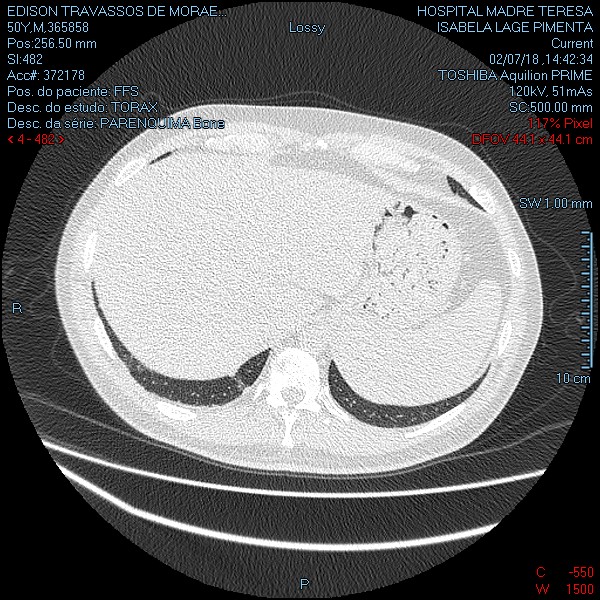 EDISON TRAVASSOS DE MORAE...
50Y,M,365858
Pos:256.50 mm
SI:482
Acc#: 372178
Pos. do paciente: FFS
Desc. do estudo: TORAX
Desc. da série: PARENQUIMA Bone
< 4 - 482 >
Lossy
HOSPITAL MADRE TERESA
ISABELA LAGE PIMENTA
Current
02/07/18 ,14:42:34
TOSHIBA Aquilion PRIME
120kV, 51mAs
SC:500.00 mm
117% Pixel
DFOV:44.1 x 44.1 cm
SW:1.00 mm
R
10 cm
P
C -550
W 1500